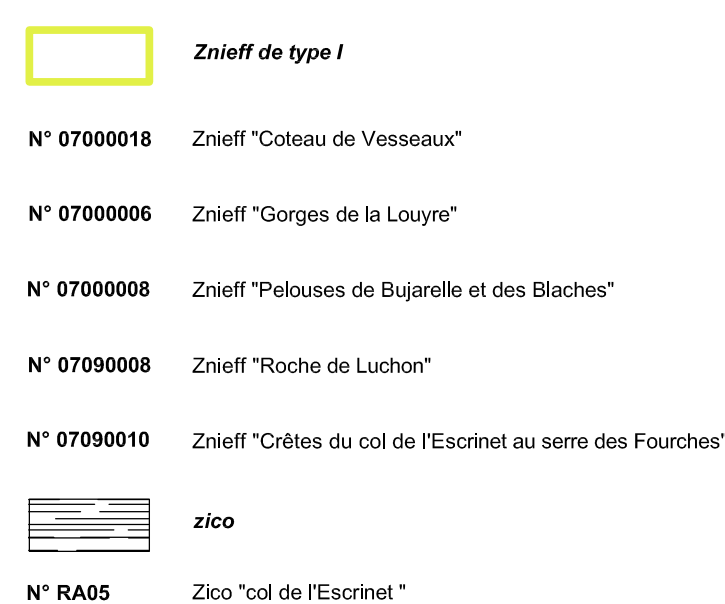 Znieff de type I
N° 07000018 Znieff "Coteau de Vesseaux"
N° 07000006 Znieff "Gorges de la Louyre"
N° 07000008 Znieff "Pelouses de Bujarelle et des Blaches"
N° 07090008 Znieff "Roche de Luchon"
N° 07090010 Znieff "Crêtes du col de l'Escrinet au serre des Fourches'
zico
N° RA05 Zico "col de l'Escrinet "